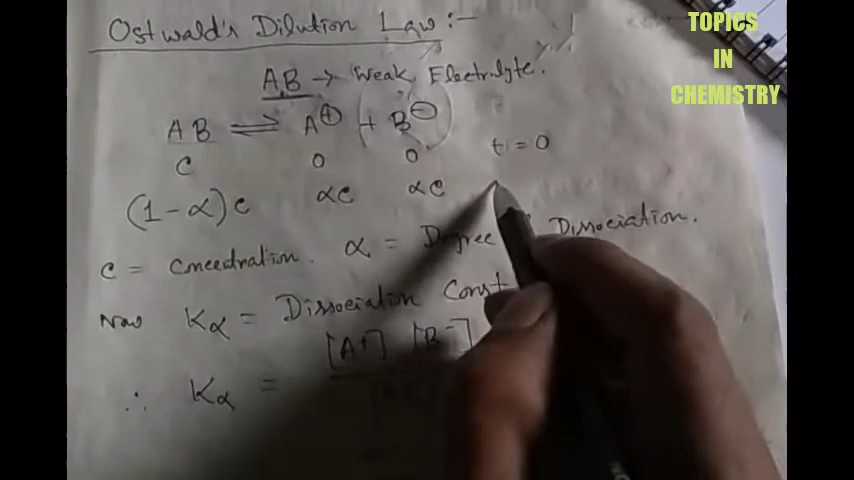 Ostwald's Dilution Law :-
TOPICS
IN
CHEMISTRY
AB → Weak Electrolyte.
AB ⇌ A⊕ + B⊖
C 0 0 t = 0
(1-α)c αc αc
c = Cncentration. α = Degree Dissociation.
Now Kα = Dissociation Const
∴ Kα = [A+] [B-]